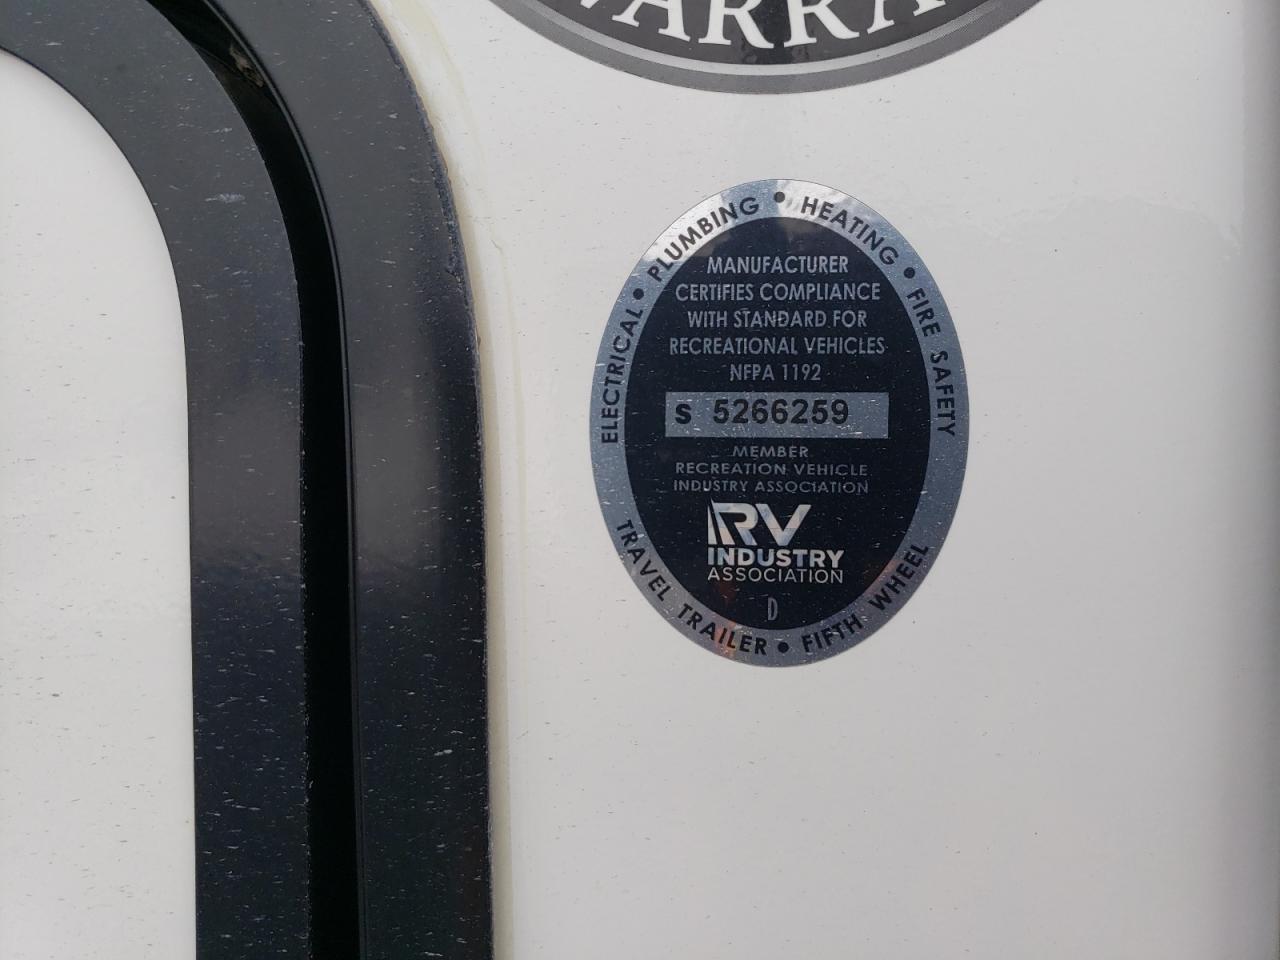 PLUMBING • HEATING • FIRE SAFETY
ELECTRICAL •
MANUFACTURER
CERTIFIES COMPLIANCE
WITH STANDARD FOR
RECREATIONAL VEHICLES
NFPA 1192
S 5266259
MEMBER
RECREATION VEHICLE
INDUSTRY ASSOCIATION
RV
INDUSTRY
ASSOCIATION
D
TRAVEL TRAILER • FIFTH WHEEL